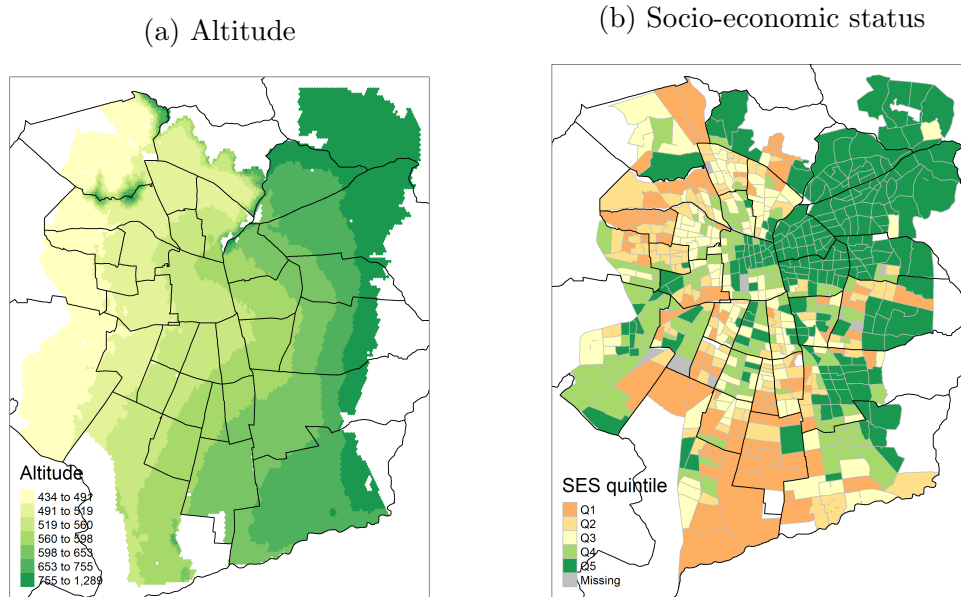 (a) Altitude
(b) Socio-economic status
Altitude
434 to 491
491 to 519
519 to 560
560 to 598
598 to 653
653 to 755
755 to 1,289
SES quintile
Q1
Q2
Q3
Q4
Q5
Missing